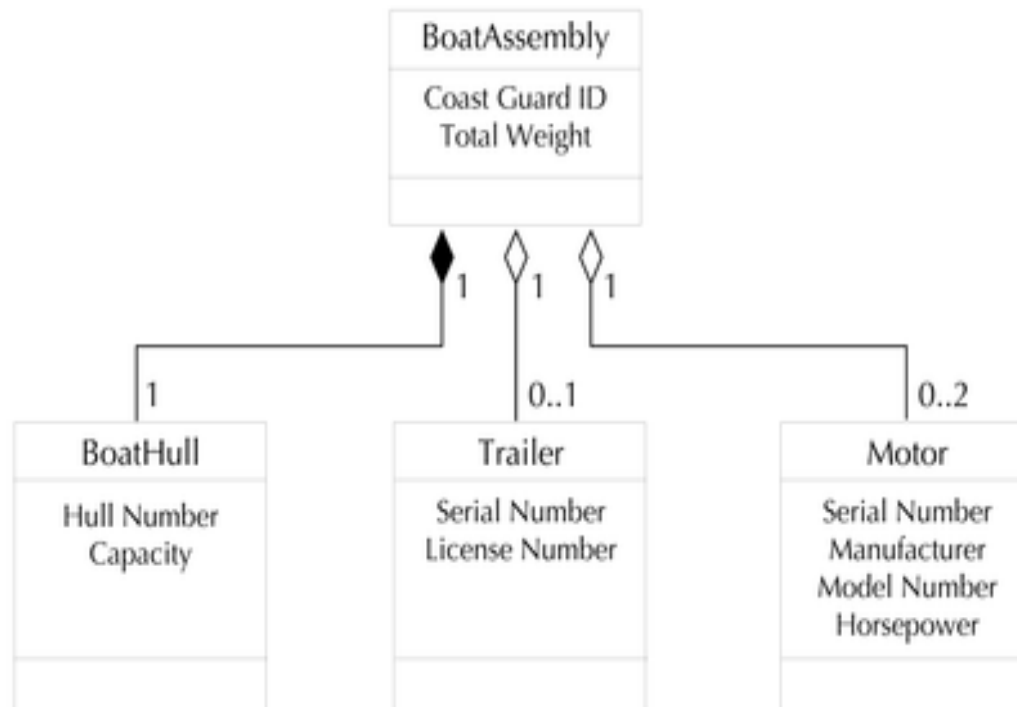 BoatAssembly
Coast Guard ID
Total Weight
1
1
1
1
0..1
0..2
BoatHull
Hull Number
Capacity
Trailer
Serial Number
License Number
Motor
Serial Number
Manufacturer
Model Number
Horsepower